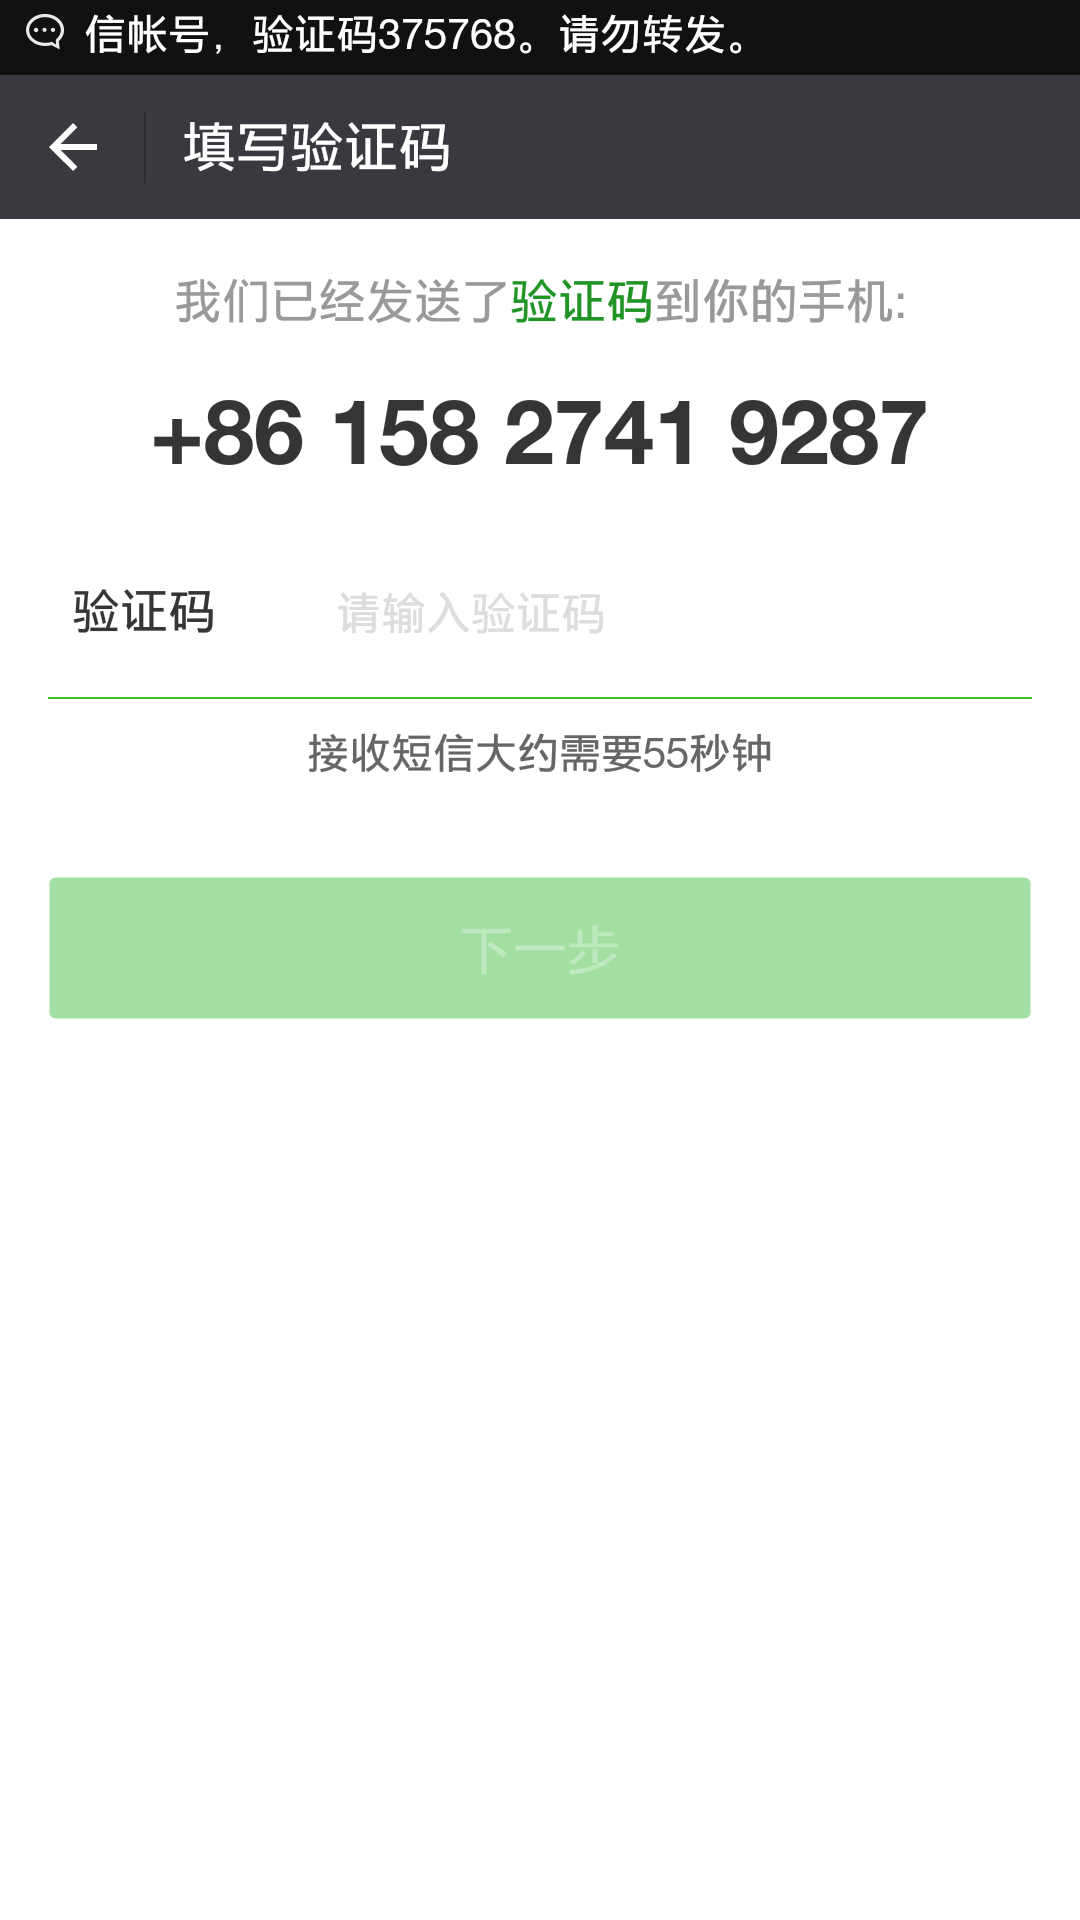 信帐号，验证码375768。请勿转发。
填写验证码
我们已经发送了验证码到你的手机:
+86 158 2741 9287
验证码 请输入验证码
接收短信大约需要55秒钟
下一步